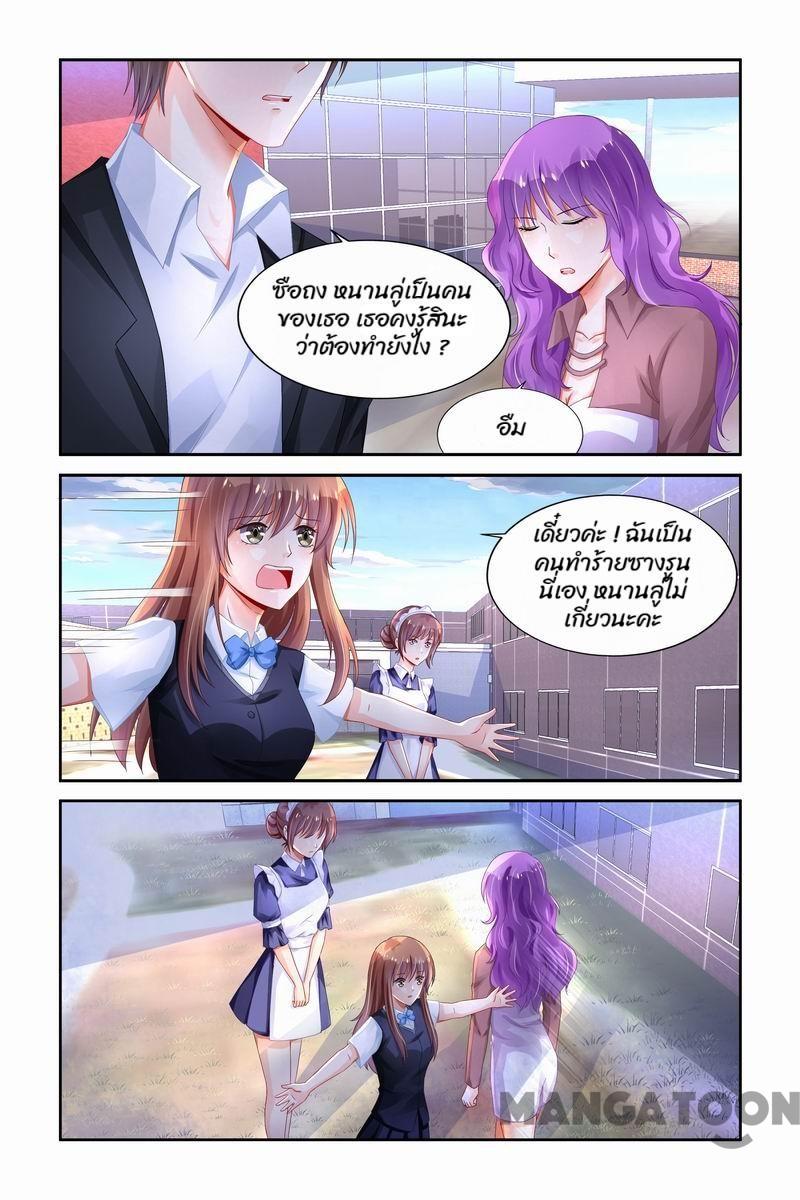 ซือถง หนานลู่เป็นคน
ของเธอ เธอคงรู้สินะ
ว่าต้องทำยังไง ?
อืม
เดี๋ยวค่ะ ! ฉันเป็น
คนทำร้ายซางรุน
นี่เอง หนานลู่ไม่
เกี่ยวนะคะ
MANGATOON